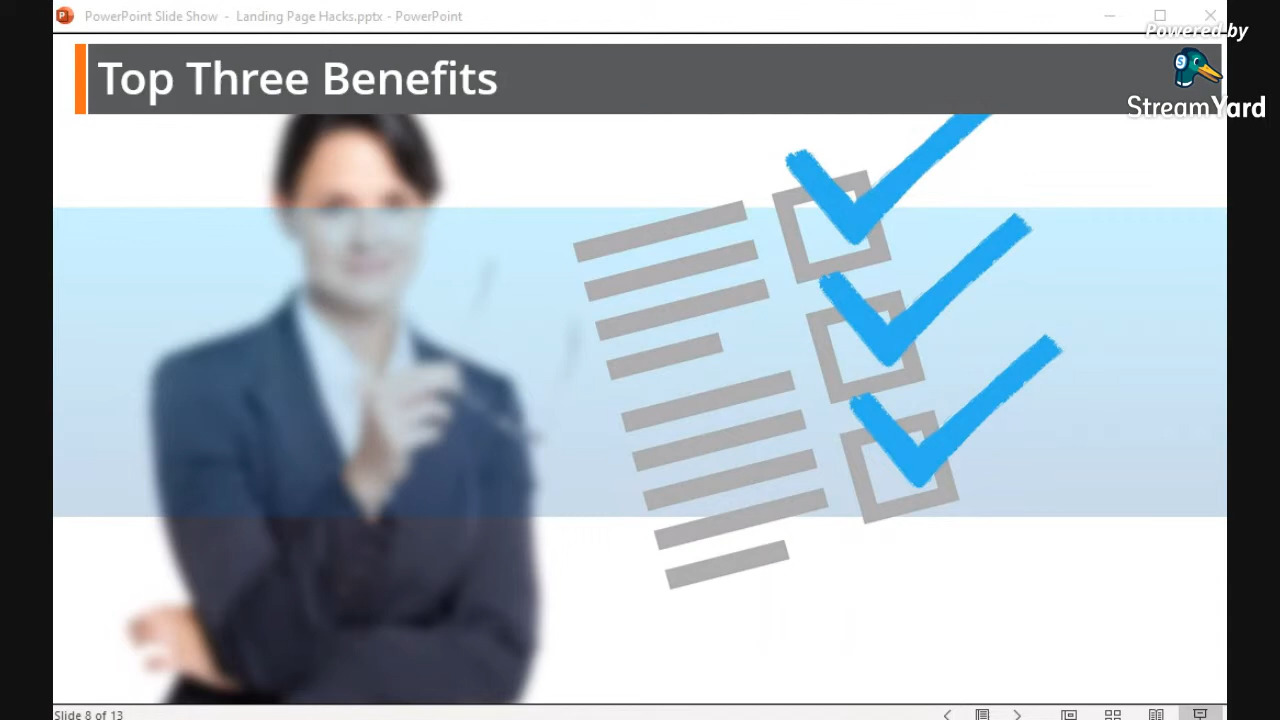 PowerPoint Slide Show - Landing Page Hacks.pptx - PowerPoint
Powered by
StreamYard
Top Three Benefits
Slide 8 of 13